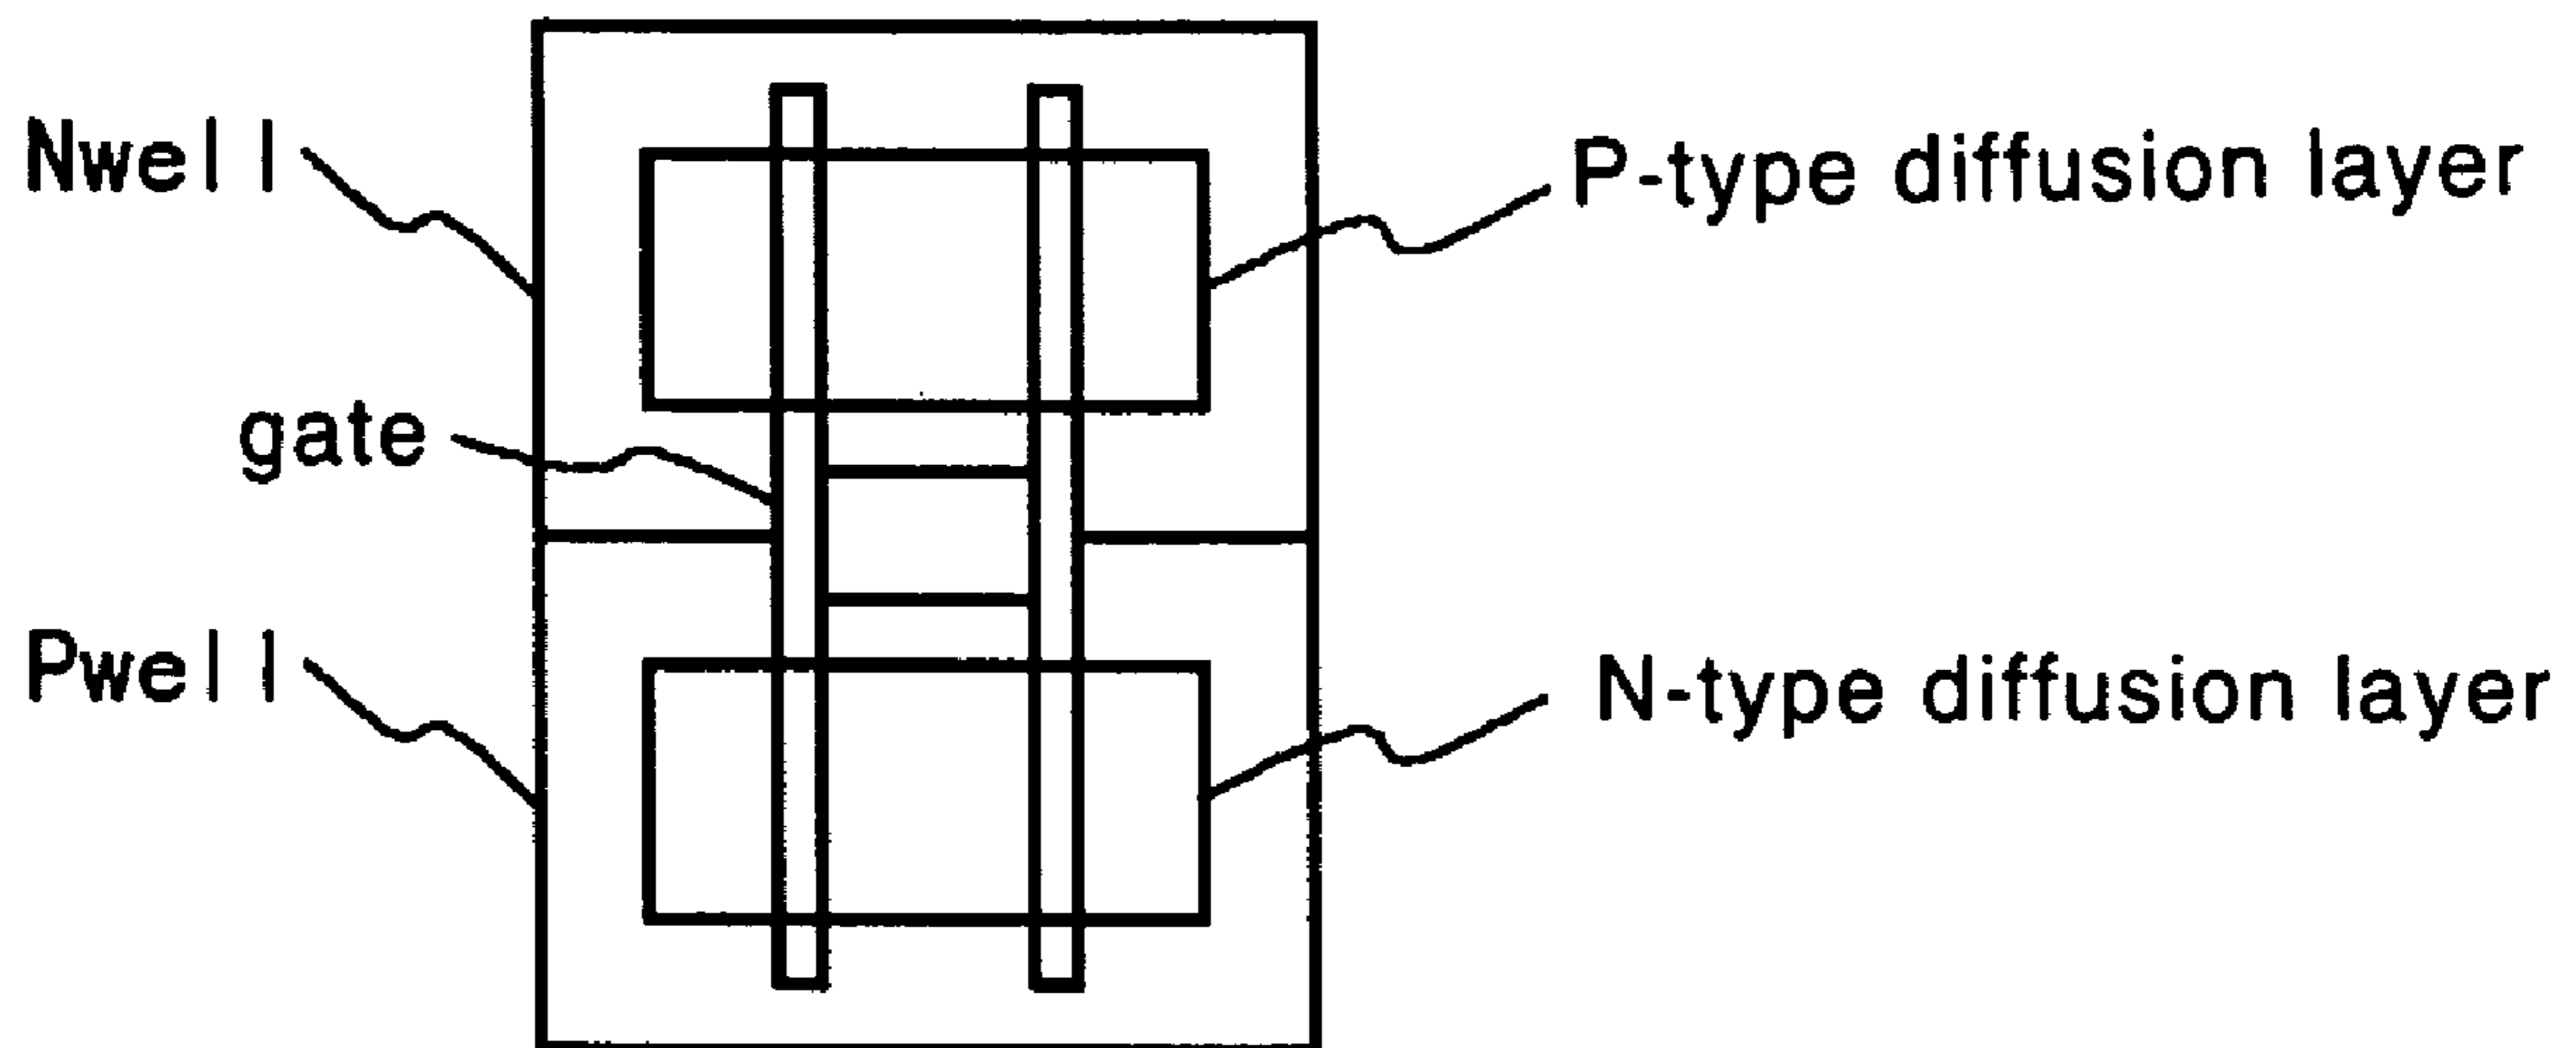 Nwell
P-type diffusion layer
gate
Pwell
N-type diffusion layer